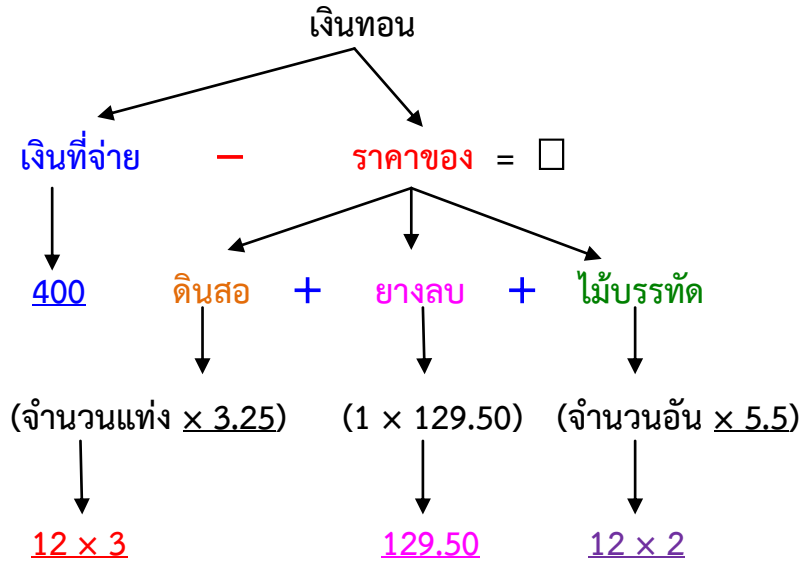 เงินทอน
เงินที่จ่าย – ราคาของ = □
400 ดินสอ + ยางลบ + ไม้บรรทัด
(จำนวนแท่ง × 3.25) (1 × 129.50) (จำนวนอัน × 5.5)
12 × 3 129.50 12 × 2